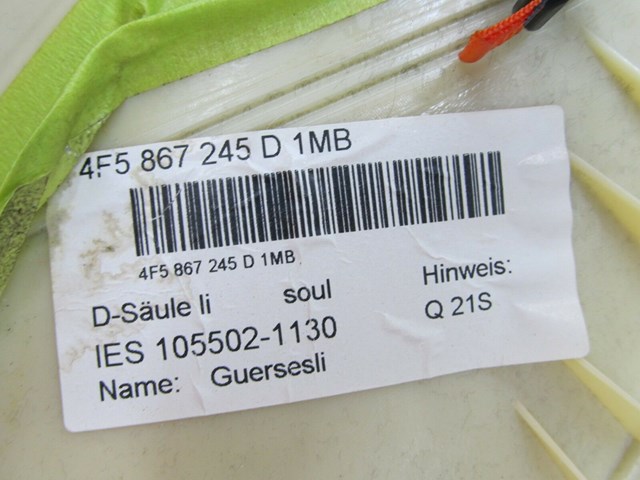 4F5 867 245 D 1MB
4F5 867 245 D 1MB
D-Säule li soul
Hinweis:
IES 105502-1130
Q 21S
Name: Guersesli